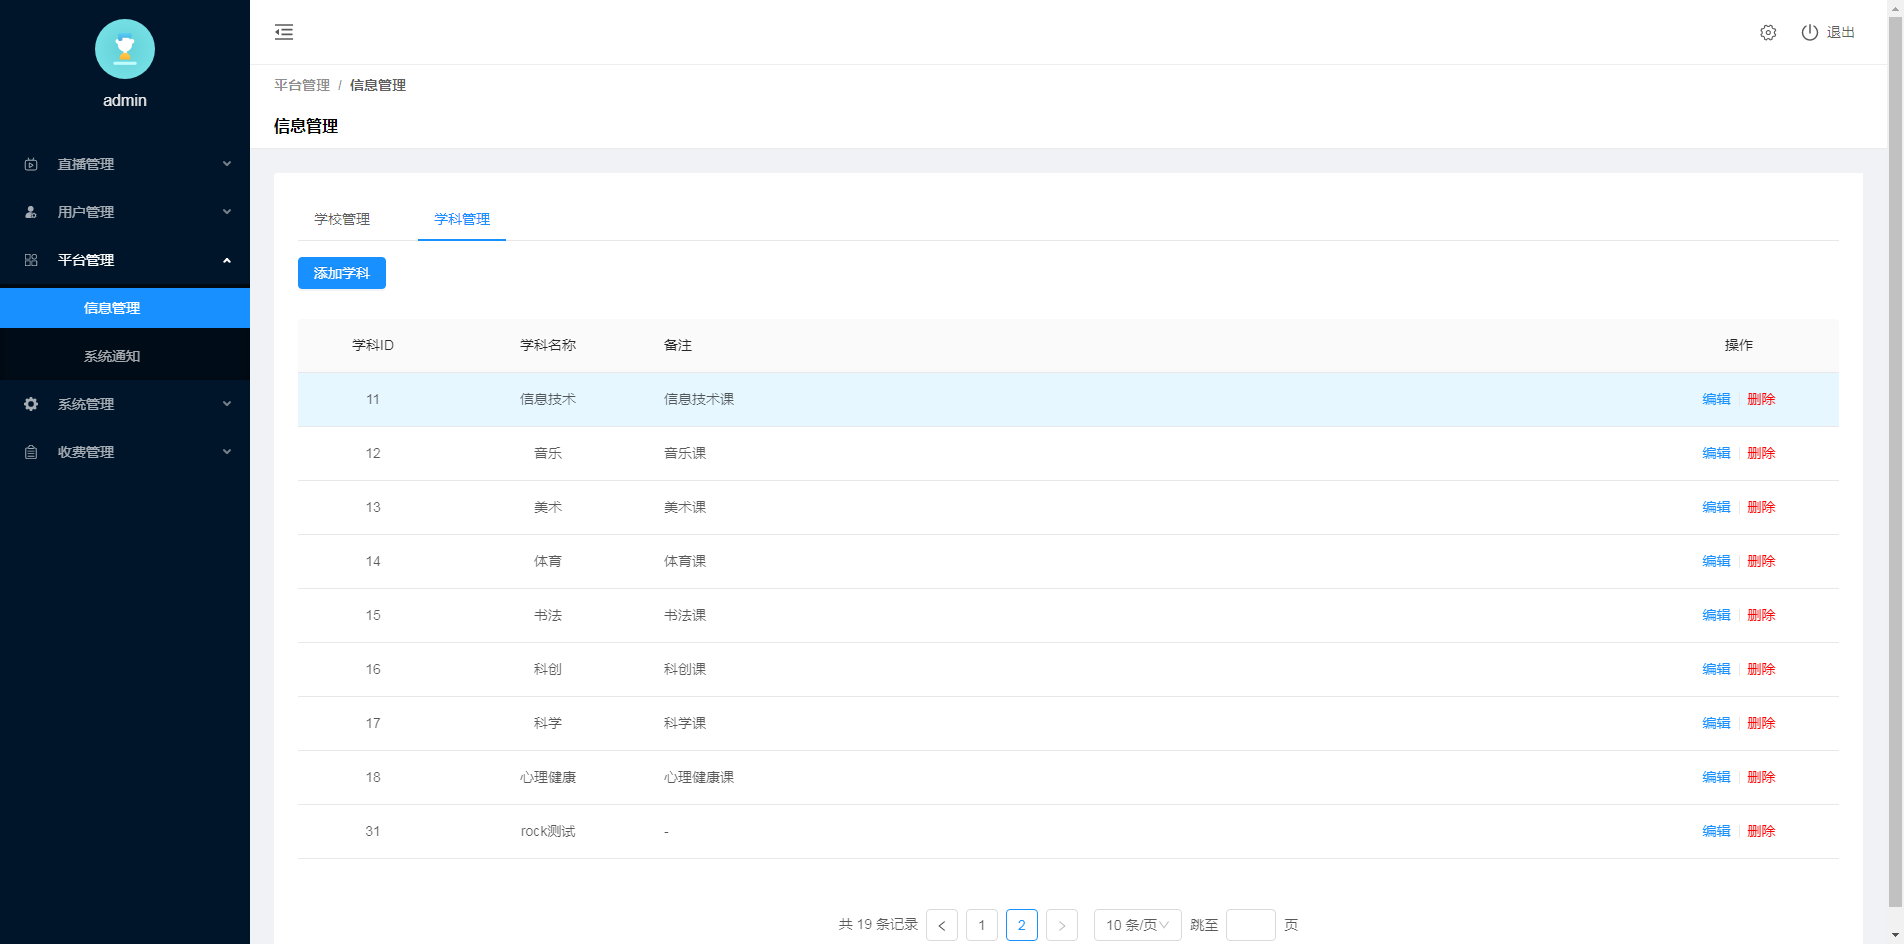 admin
直播管理
用户管理
平台管理
信息管理
系统通知
系统管理
收费管理
退出
平台管理 / 信息管理
信息管理
学校管理 学科管理
添加学科
学科ID 学科名称 备注 操作
11 信息技术 信息技术课 编辑 删除
12 音乐 音乐课 编辑 删除
13 美术 美术课 编辑 删除
14 体育 体育课 编辑 删除
15 书法 书法课 编辑 删除
16 科创 科创课 编辑 删除
17 科学 科学课 编辑 删除
18 心理健康 心理健康课 编辑 删除
31 rock测试 - 编辑 删除
共 19 条记录 < 1 2 > 10 条/页 跳至 页